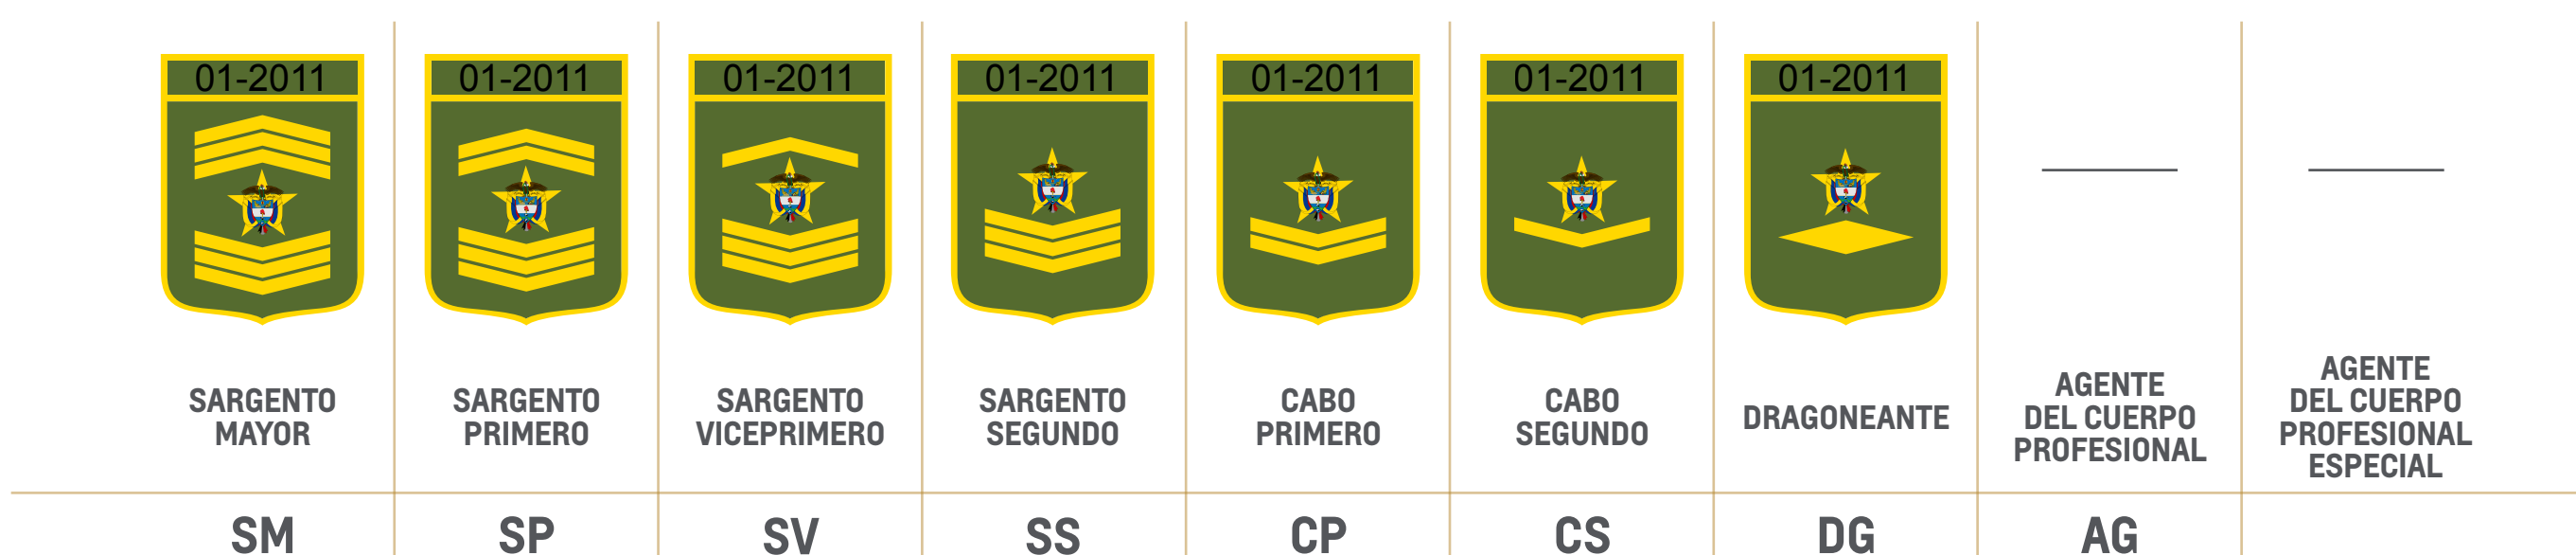 01-2011
01-2011
01-2011
01-2011
01-2011
01-2011
01-2011
SARGENTO
MAYOR
SARGENTO
PRIMERO
SARGENTO
VICEPRIMERO
SARGENTO
SEGUNDO
CABO
PRIMERO
CABO
SEGUNDO
DRAGONEANTE
AGENTE
DEL CUERPO
PROFESIONAL
AGENTE
DEL CUERPO
PROFESIONAL
ESPECIAL
SM
SP
SV
SS
CP
CS
DG
AG